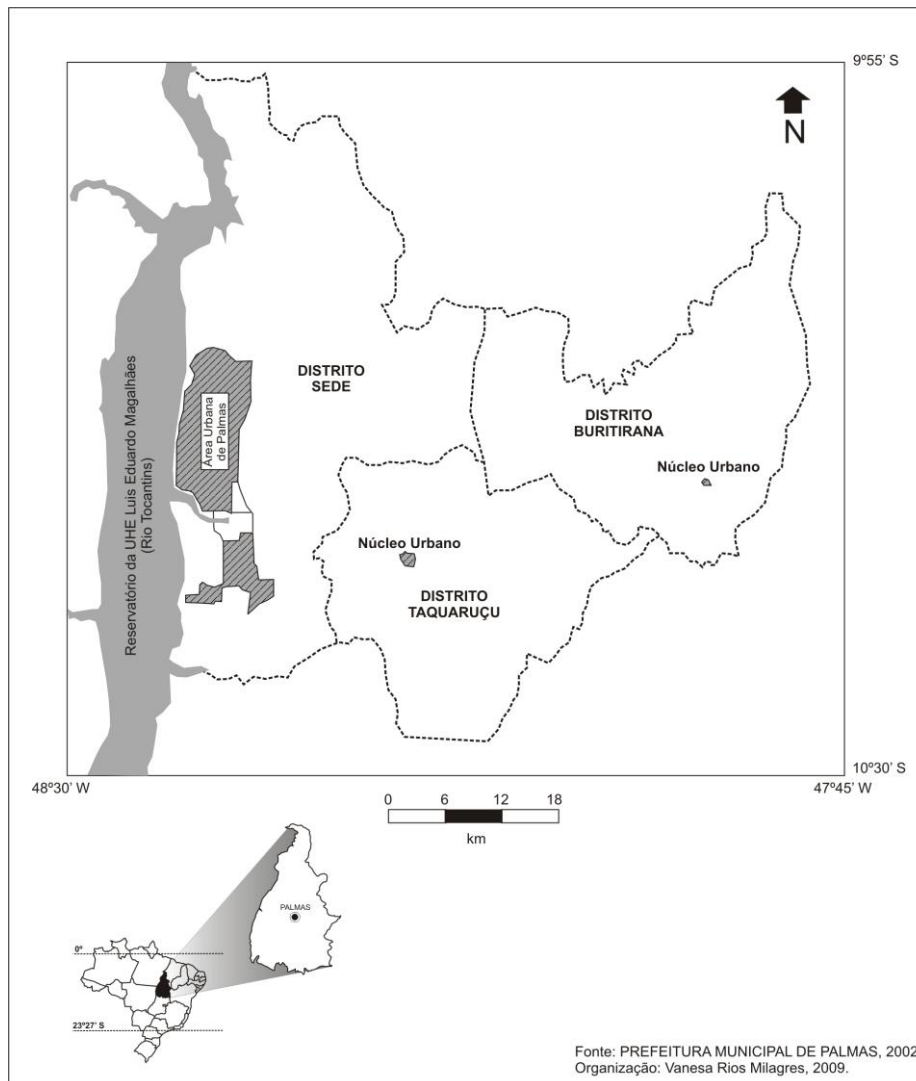 9º55' S
N
DISTRITO
SEDE
DISTRITO
BURITIRANA
Núcleo Urbano
Área Urbana
de Palmas
Reservatório da UHE Luis Eduardo Magalhães
(Rio Tocantins)
Núcleo Urbano
DISTRITO
TAQUARUÇU
10º30' S
48º30' W
47º45' W
0 6 12 18
km
PALMAS
0º
23º27' S
Fonte: PREFEITURA MUNICIPAL DE PALMAS, 2002
Organização: Vanesa Rios Milagres, 2009.